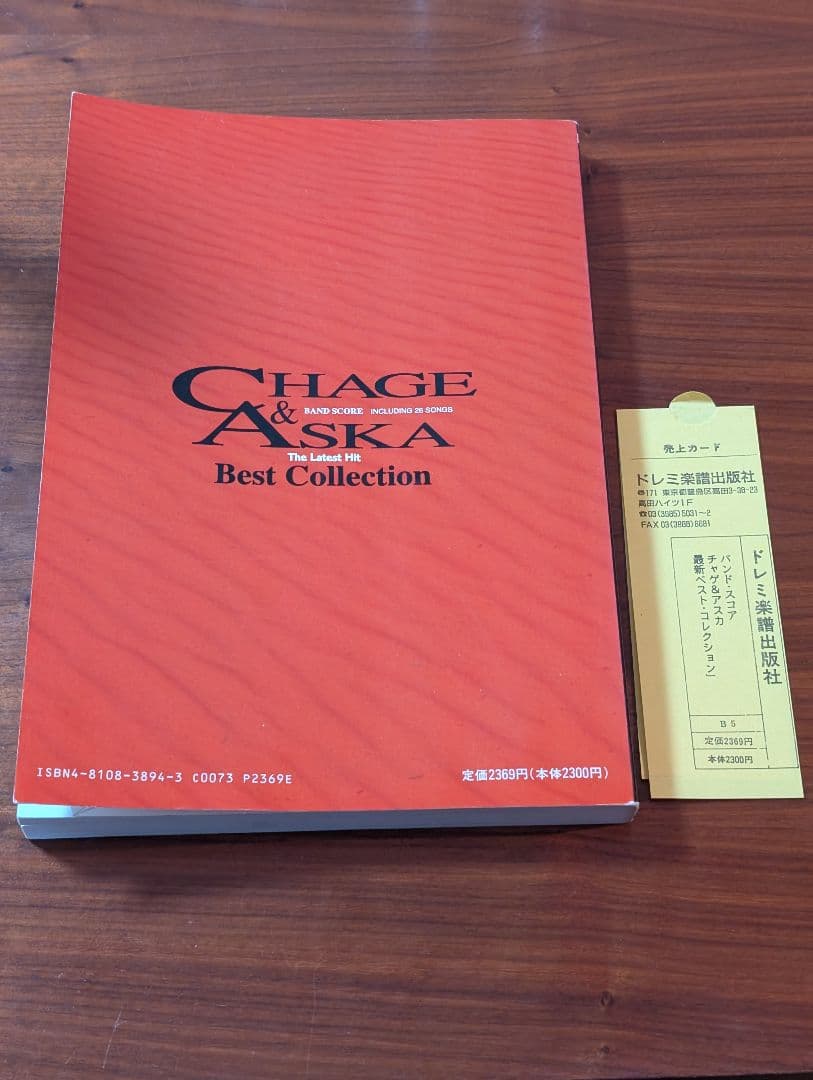 CHAGE
& BAND SCORE INCLUDING 26 SONGS
ASKA
The Latest Hit
Best Collection
ISBN4-8108-3894-3 C0073 P2369E
定価2369円(本体2300円)
売上カード
ドレミ楽譜出版社
171 東京都豊島区高田3-38-23
高田ハイツ1F
☎03(3985)5031~2
FAX 03(3988)6681
ドレミ楽譜出版社
バンド・スコア
チャゲ&アスカ
最新ベスト・コレクション」
B5
定価2369円
本体2300円